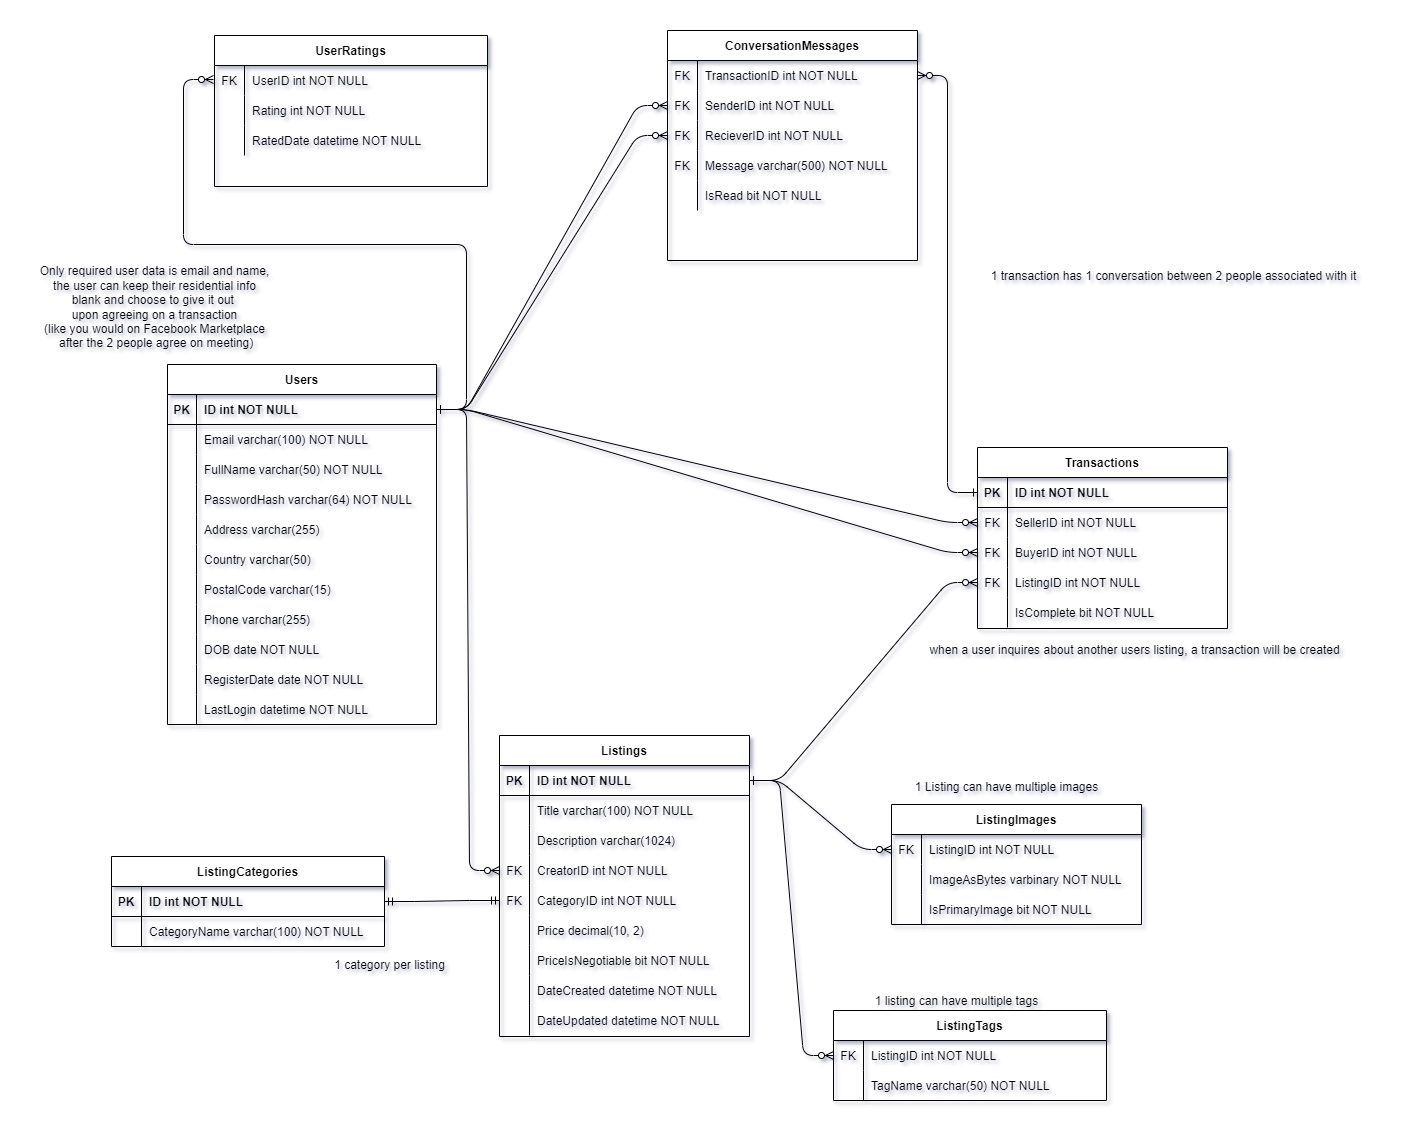 UserRatings
FK UserID int NOT NULL
Rating int NOT NULL
RatedDate datetime NOT NULL
ConversationMessages
FK TransactionID int NOT NULL
FK SenderID int NOT NULL
FK RecieverID int NOT NULL
FK Message varchar(500) NOT NULL
IsRead bit NOT NULL
1 transaction has 1 conversation between 2 people associated with it
Only required user data is email and name,
the user can keep their residential info
blank and choose to give it out
upon agreeing on a transaction
(like you would on Facebook Marketplace
after the 2 people agree on meeting)
Users
PK ID int NOT NULL
Email varchar(100) NOT NULL
FullName varchar(50) NOT NULL
PasswordHash varchar(64) NOT NULL
Address varchar(255)
Country varchar(50)
PostalCode varchar(15)
Phone varchar(255)
DOB date NOT NULL
RegisterDate date NOT NULL
LastLogin datetime NOT NULL
Transactions
PK ID int NOT NULL
FK SellerID int NOT NULL
FK BuyerID int NOT NULL
FK ListingID int NOT NULL
IsComplete bit NOT NULL
when a user inquires about another users listing, a transaction will be created
Listings
PK ID int NOT NULL
Title varchar(100) NOT NULL
Description varchar(1024)
FK CreatorID int NOT NULL
FK CategoryID int NOT NULL
Price decimal(10, 2)
PriceIsNegotiable bit NOT NULL
DateCreated datetime NOT NULL
DateUpdated datetime NOT NULL
1 Listing can have multiple images
ListingImages
FK ListingID int NOT NULL
ImageAsBytes varbinary NOT NULL
IsPrimaryImage bit NOT NULL
ListingCategories
PK ID int NOT NULL
CategoryName varchar(100) NOT NULL
1 category per listing
1 listing can have multiple tags
ListingTags
FK ListingID int NOT NULL
TagName varchar(50) NOT NULL